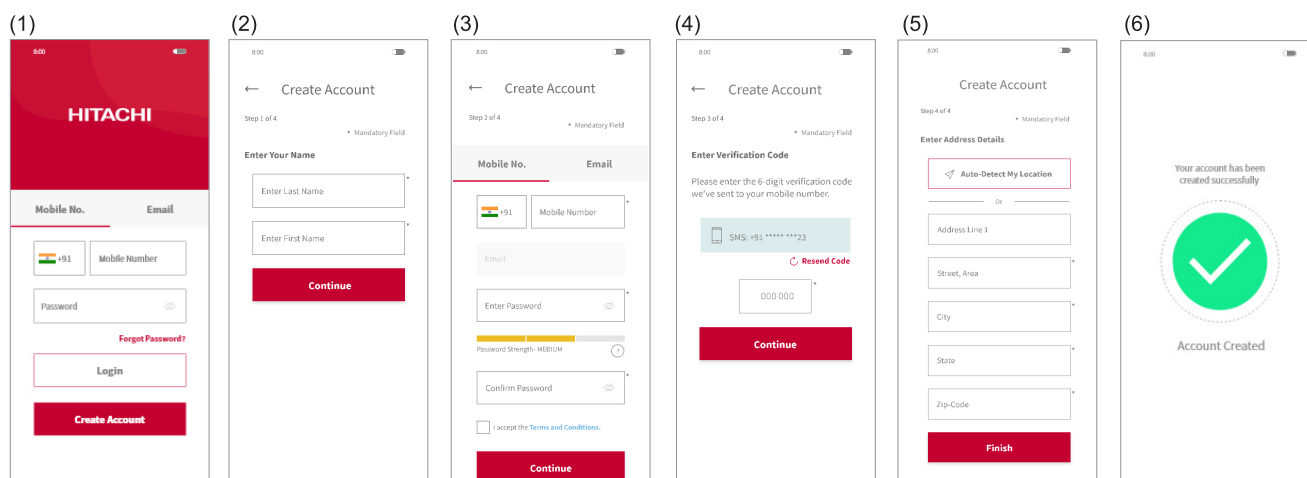 (1)
8:00
HITACHI
Mobile No. Email
+91 Mobile Number
Password
Forgot Password?
Login
Create Account
(2)
8:00
← Create Account
Step 1 of 4
* Mandatory Field
Enter Your Name
Enter Last Name *
Enter First Name *
Continue
(3)
8:00
← Create Account
Step 2 of 4
* Mandatory Field
Mobile No. Email
+91 Mobile Number *
Email
Enter Password *
Password Strength- MEDIUM ?
Confirm Password *
I accept the Terms and Conditions.
Continue
(4)
8:00
← Create Account
Step 3 of 4
* Mandatory Field
Enter Verification Code
Please enter the 6-digit verification code
we've sent to your mobile number.
SMS: +91 ***** ***23
Resend Code
000-000 *
Continue
(5)
8:00
Create Account
Step 4 of 4
* Mandatory Field
Enter Address Details
Auto-Detect My Location
Or
Address Line 1
Street, Area *
City *
State *
Zip-Code *
Finish
(6)
8:00
Your account has been
created successfully
Account Created